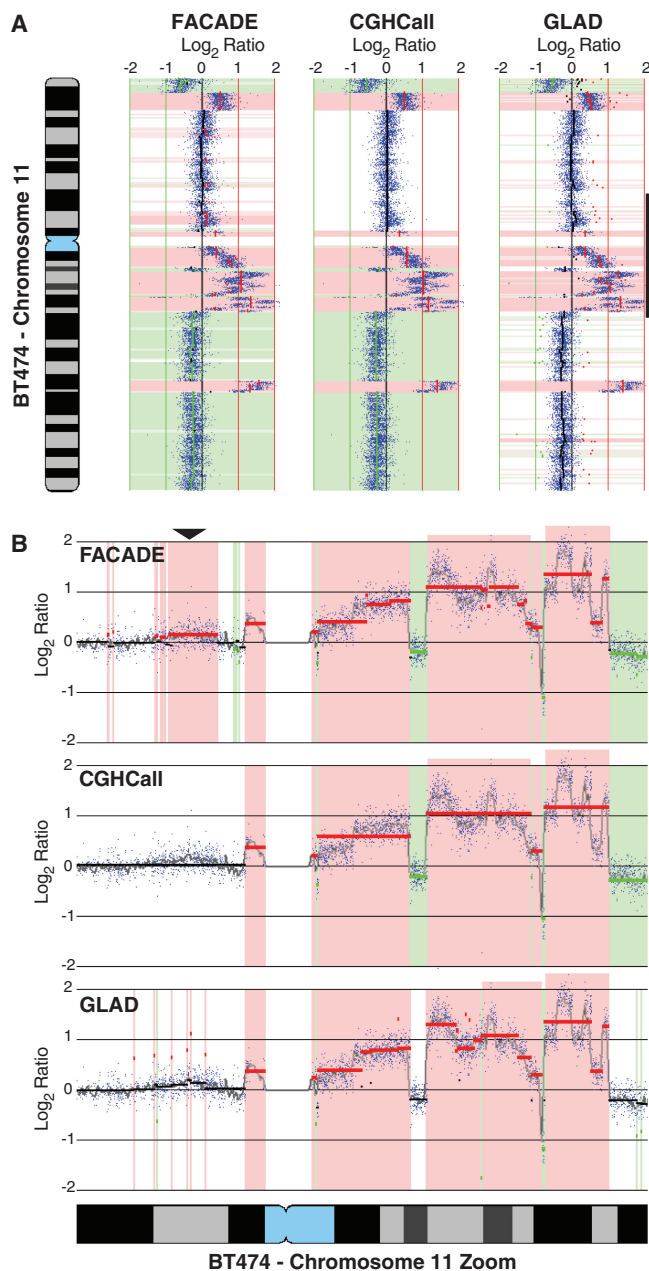 A
FACADE CGHCall GLAD
Log2 Ratio Log2 Ratio Log2 Ratio
-2 -1 0 1 2 -2 -1 0 1 2 -2 -1 0 1 2
BT474 - Chromosome 11
B
FACADE
2
1
0
-1
-2
Log2 Ratio
CGHCall
2
1
0
-1
-2
Log2 Ratio
GLAD
2
1
0
-1
-2
Log2 Ratio
BT474 - Chromosome 11 Zoom